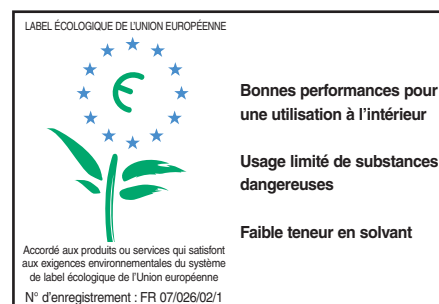 LABEL ÉCOLOGIQUE DE L'UNION EUROPÉENNE
Accordé aux produits ou services qui satisfont
aux exigences environnementales du système
de label écologique de l'Union européenne
N° d'enregistrement : FR 07/026/02/1
Bonnes performances pour
une utilisation à l'intérieur
Usage limité de substances
dangereuses
Faible teneur en solvant